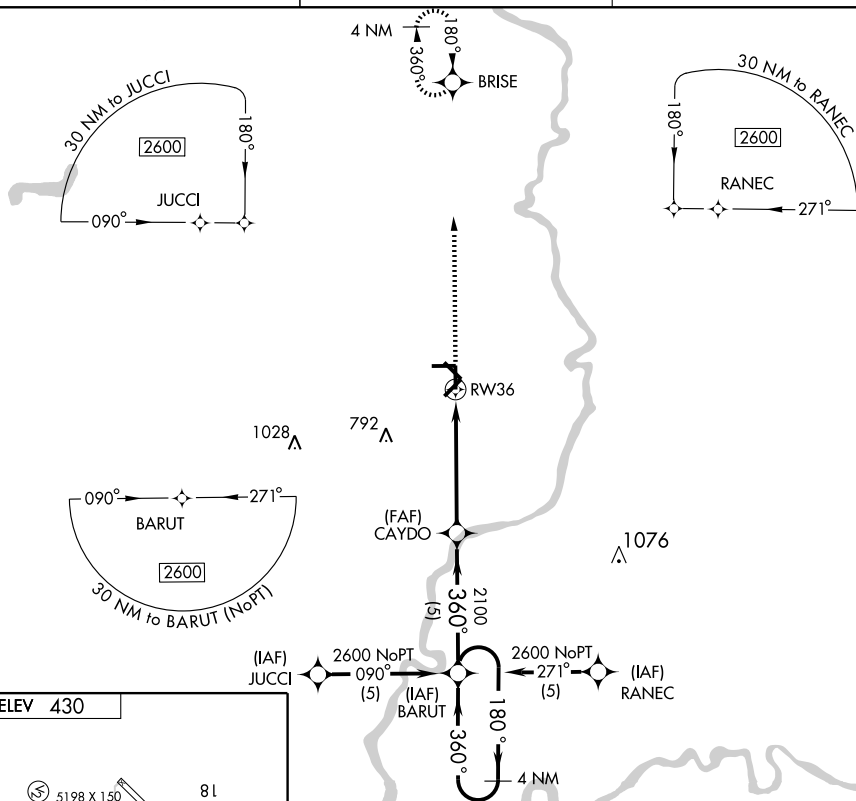 4 NM
180°
360°
BRISE
30 NM to JUCCI
180°
2600
JUCCI
090°
30 NM to RANEC
180°
2600
RANEC
271°
RW36
1028
792
090°
271°
BARUT
2600
30 NM to BARUT (NoPT)
(FAF)
CAYDO
1076
2100
360°
(5)
(IAF)
JUCCI
2600 NoPT
090°
(5)
(IAF)
BARUT
2600 NoPT
271°
(5)
(IAF)
RANEC
180°
360°
4 NM
ELEV 430
5198 X 150
18